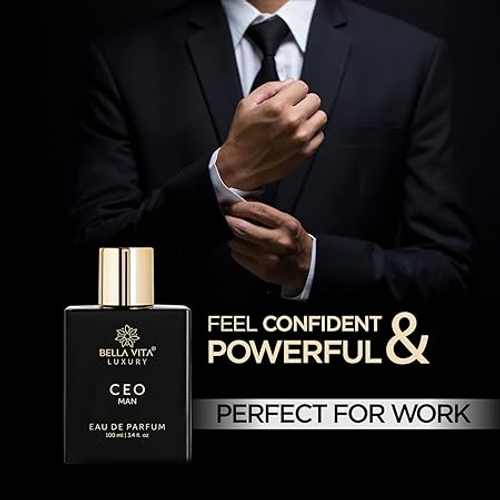 FEEL CONFIDENT &
POWERFUL
PERFECT FOR WORK
BELLA VITA®
LUXURY
CEO
MAN
EAU DE PARFUM
100 ml | 3.4 fl. oz